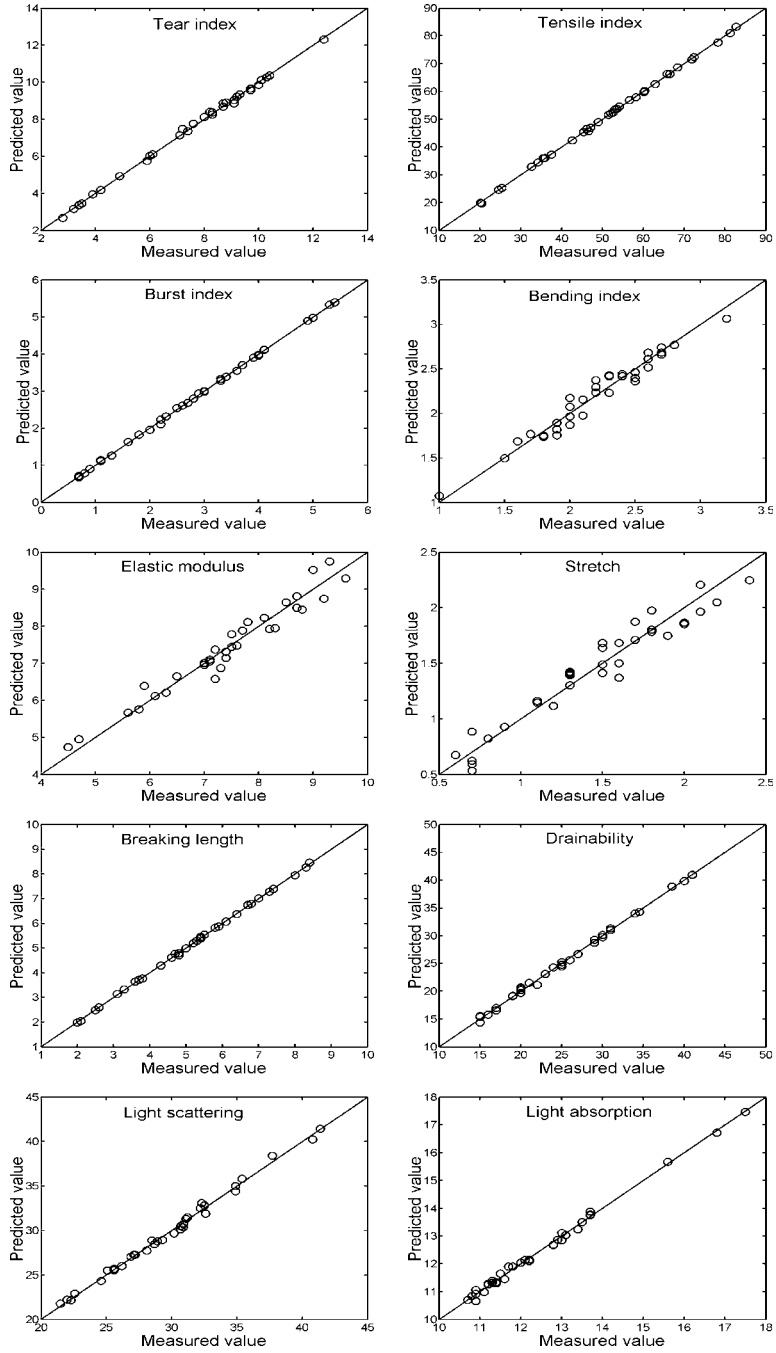 Tear index
Predicted value
14
12
10
8
6
4
2
2 4 6 8 10 12 14
Measured value
Tensile index
Predicted value
90
80
70
60
50
40
30
20
10
10 20 30 40 50 60 70 80 90
Measured value
Burst index
Predicted value
6
5
4
3
2
1
0
0 1 2 3 4 5 6
Measured value
Bending index
Predicted value
3.5
3
2.5
2
1.5
1
1 1.5 2 2.5 3 3.5
Measured value
Elastic modulus
Predicted value
10
9
8
7
6
5
4
4 5 6 7 8 9 10
Measured value
Stretch
Predicted value
2.5
2
1.5
1
0.5
0.5 1 1.5 2 2.5
Measured value
Breaking length
Predicted value
10
9
8
7
6
5
4
3
2
1
1 2 3 4 5 6 7 8 9 10
Measured value
Drainability
Predicted value
50
45
40
35
30
25
20
15
10
10 15 20 25 30 35 40 45 50
Measured value
Light scattering
Predicted value
45
40
35
30
25
20
20 25 30 35 40 45
Measured value
Light absorption
Predicted value
18
17
16
15
14
13
12
11
10
10 11 12 13 14 15 16 17 18
Measured value